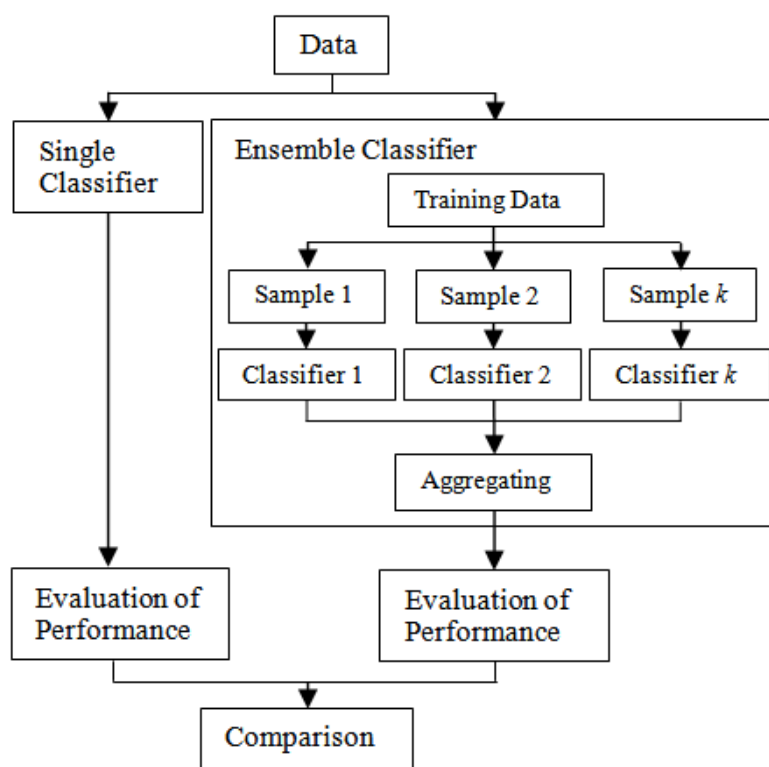 Data
Single
Classifier
Ensemble Classifier
Training Data
Sample 1
Sample 2
Sample k
Classifier 1
Classifier 2
Classifier k
Aggregating
Evaluation of
Performance
Evaluation of
Performance
Comparison